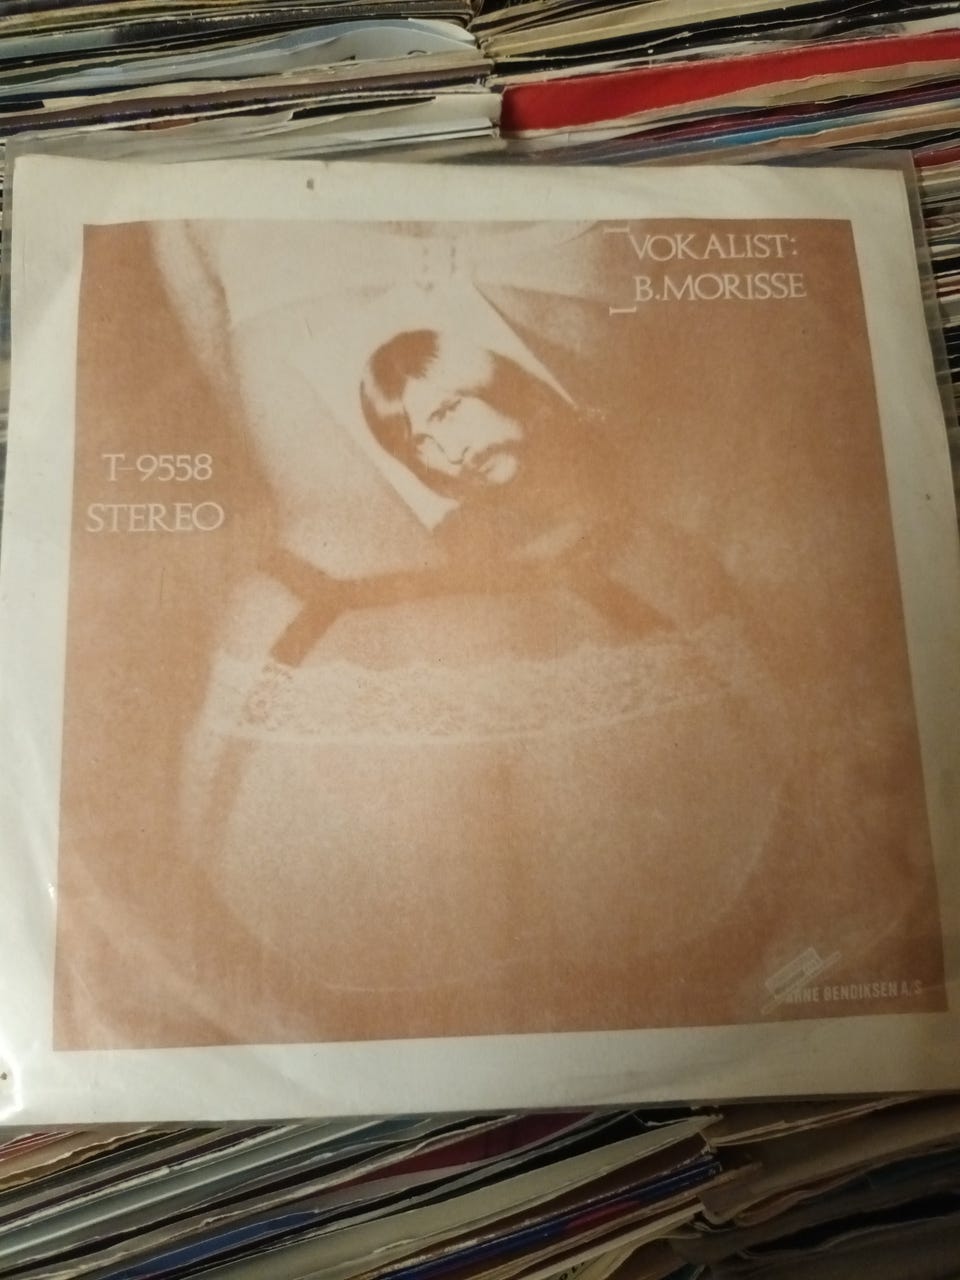 VOKALIST:
B.MORISSE
T-9558
STEREO
ARNE BENDIKSEN A/S